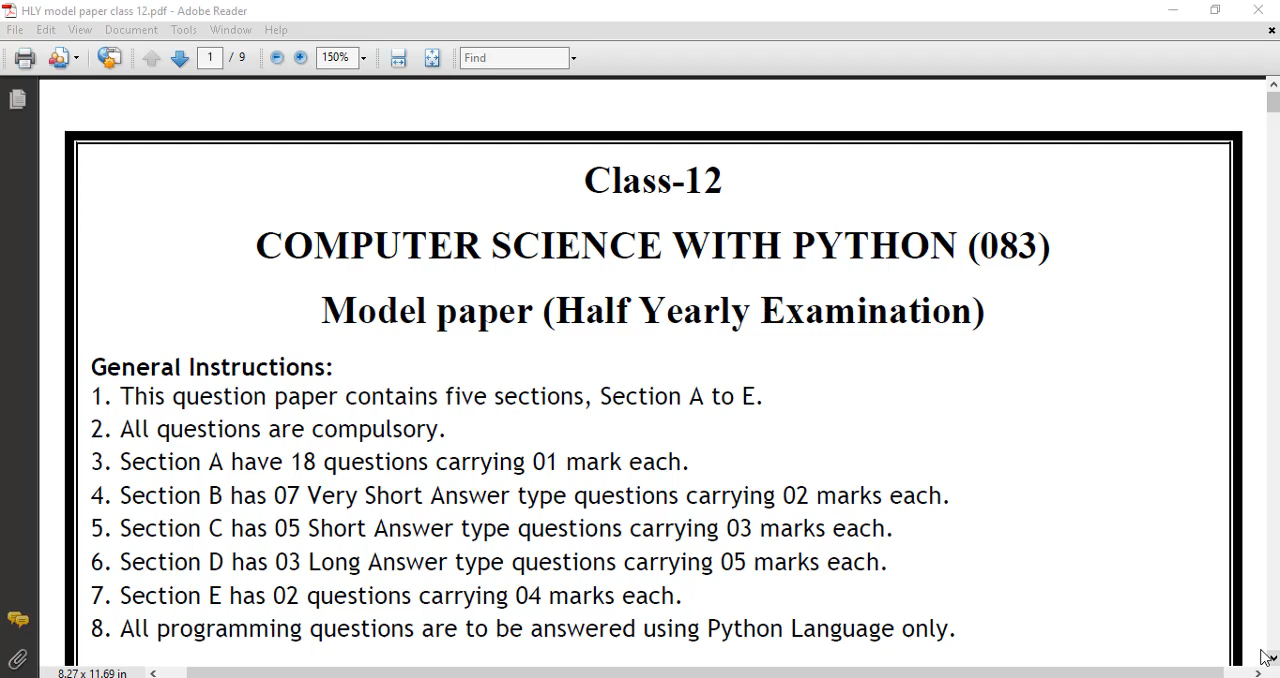 HLY model paper class 12.pdf - Adobe Reader
File Edit View Document Tools Window Help
1 / 9 150% Find
Class-12
COMPUTER SCIENCE WITH PYTHON (083)
Model paper (Half Yearly Examination)
General Instructions:
1. This question paper contains five sections, Section A to E.
2. All questions are compulsory.
3. Section A have 18 questions carrying 01 mark each.
4. Section B has 07 Very Short Answer type questions carrying 02 marks each.
5. Section C has 05 Short Answer type questions carrying 03 marks each.
6. Section D has 03 Long Answer type questions carrying 05 marks each.
7. Section E has 02 questions carrying 04 marks each.
8. All programming questions are to be answered using Python Language only.
8.27 x 11.69 in